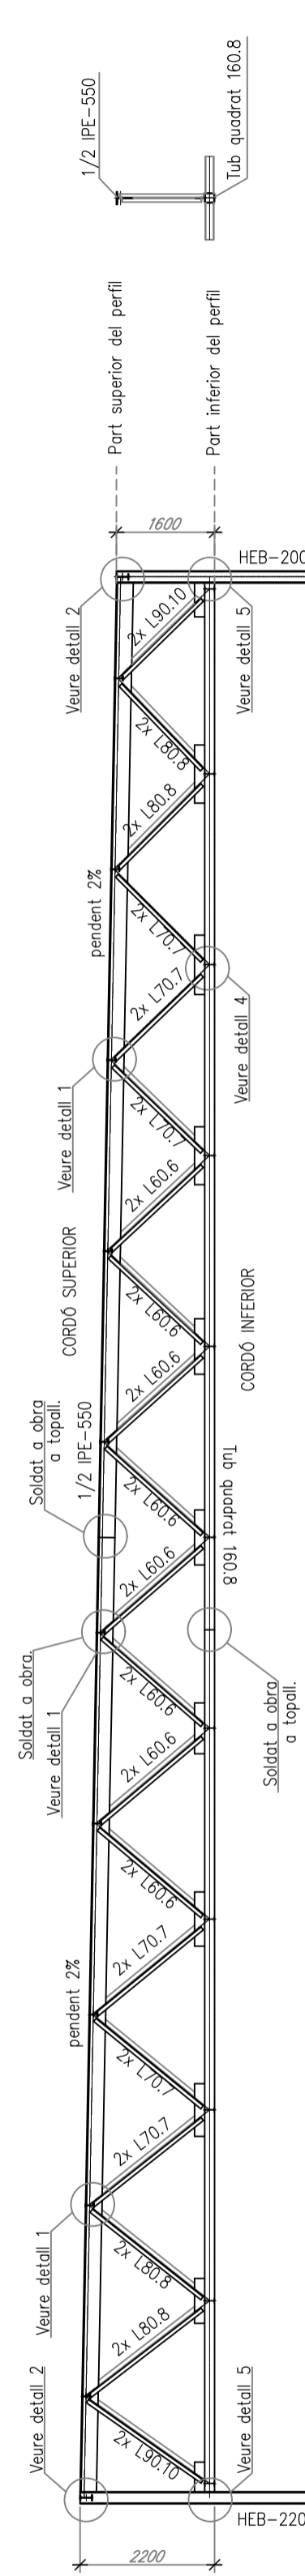 1/2 IPE-550
Tub quadrat 160.8
Part superior del perfil
Part inferior del perfil
1600
HEB-200
Veure detall 2
Veure detall 5
2x L90.10
2x L80.8
2x L80.8
pendent 2%
2x L70.7
2x L70.7
Veure detall 4
Veure detall 1
2x L70.7
2x L60.6
CORDÓ SUPERIOR
CORDÓ INFERIOR
2x L60.6
2x L60.6
Soldat a obra
a topall.
1/2 IPE-550
2x L60.6
Tub quadrat 160.8
2x L60.6
Soldat a obra.
Veure detall 1
2x L60.6
Soldat a obra
a topall.
2x L60.6
2x L60.6
pendent 2%
2x L70.7
2x L70.7
2x L70.7
Veure detall 1
2x L80.8
2x L80.8
Veure detall 2
Veure detall 5
2x L90.10
HEB-220
2200